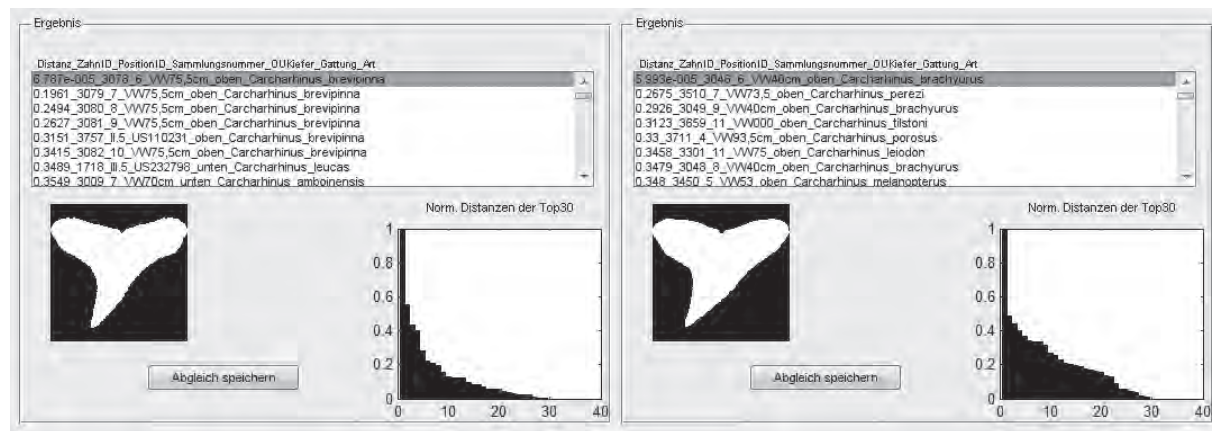 Ergebnis
Distanz_ZahnID_PositionID_Sammlungsnummer_OUKiefer_Gattung_Art
6.787e-005_3078_6_VW75,5cm_oben_Carcharhinus_brevipinna
0.1961_3079_7_VW75,5cm_oben_Carcharhinus_brevipinna
0.2494_3080_8_VW75,5cm_oben_Carcharhinus_brevipinna
0.2627_3081_9_VW75,5cm_oben_Carcharhinus_brevipinna
0.3151_3757_II.5_US110231_oben_Carcharhinus_brevipinna
0.3415_3082_10_VW75,5cm_oben_Carcharhinus_brevipinna
0.3489_1718_III.5_US232798_unten_Carcharhinus_leucas
0.3549_3009_7_VW70cm_unten_Carcharhinus_amboinensis
Norm. Distanzen der Top30
1
0.8
0.6
0.4
0.2
0
0 10 20 30 40
Abgleich speichern
Ergebnis
Distanz_ZahnID_PositionID_Sammlungsnummer_OUKiefer_Gattung_Art
5.993e-005_3046_6_VW40cm_oben_Carcharhinus_brachyurus
0.2675_3510_7_VW73,5_oben_Carcharhinus_perezi
0.2926_3049_9_VW40cm_oben_Carcharhinus_brachyurus
0.3123_3659_11_VW000_oben_Carcharhinus_tilstoni
0.33_3711_4_VW93,5cm_oben_Carcharhinus_porosus
0.3458_3301_11_VW75_oben_Carcharhinus_leiodon
0.3479_3048_8_VW40cm_oben_Carcharhinus_brachyurus
0.348_3450_5_VW53_oben_Carcharhinus_melanopterus
Norm. Distanzen der Top30
1
0.8
0.6
0.4
0.2
0
0 10 20 30 40
Abgleich speichern